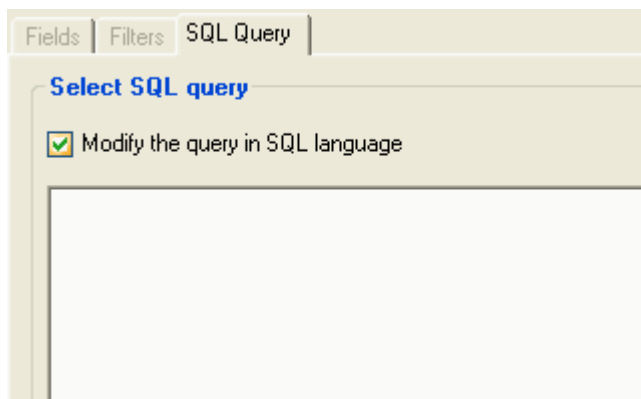 Fields Filters SQL Query
Select SQL query
Modify the query in SQL language